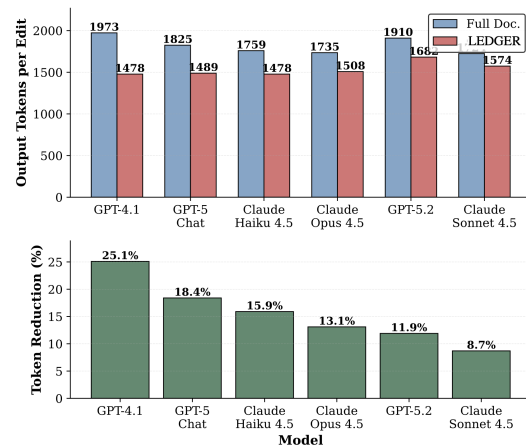 Full Doc.
LEDGER
Output Tokens per Edit
2000
1500
1000
500
0
1973
1478
1825
1489
1759
1478
1735
1508
1910
1682
1574
GPT-4.1
GPT-5
Chat
Claude
Haiku 4.5
Claude
Opus 4.5
GPT-5.2
Claude
Sonnet 4.5
Token Reduction (%)
25
20
15
10
5
0
25.1%
18.4%
15.9%
13.1%
11.9%
8.7%
GPT-4.1
GPT-5
Chat
Claude
Haiku 4.5
Claude
Opus 4.5
GPT-5.2
Claude
Sonnet 4.5
Model